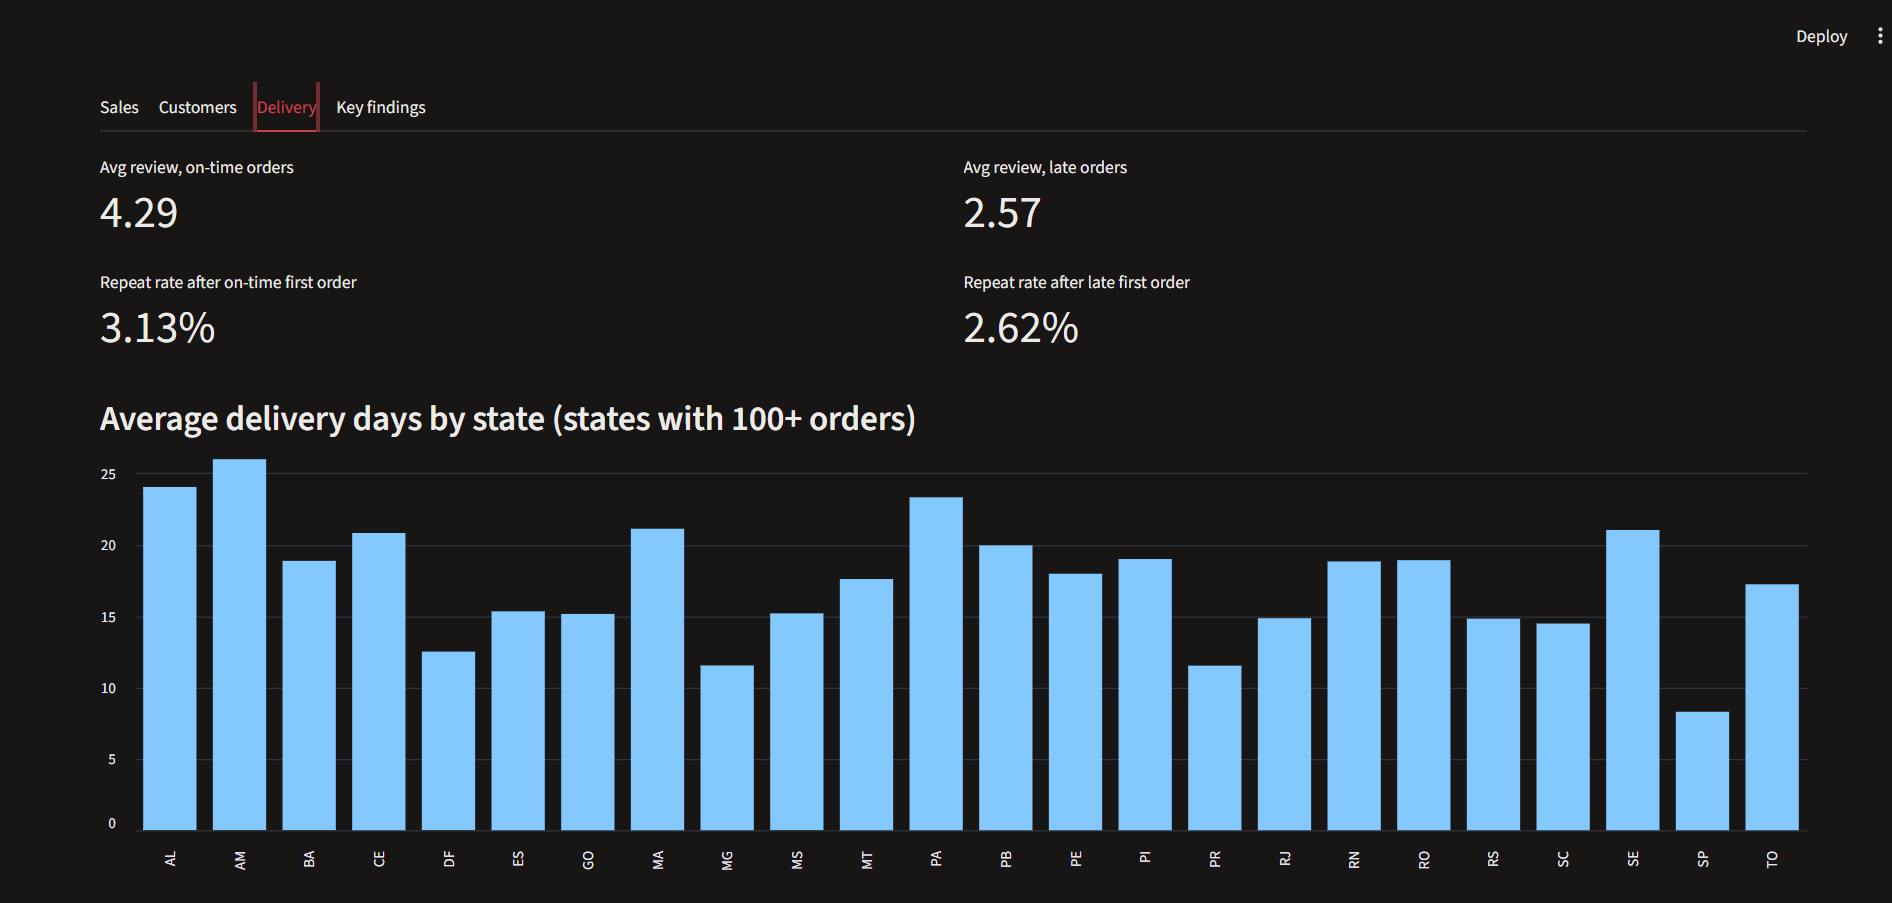 Deploy
Sales Customers Delivery Key findings
Avg review, on-time orders
4.29
Avg review, late orders
2.57
Repeat rate after on-time first order
3.13%
Repeat rate after late first order
2.62%
Average delivery days by state (states with 100+ orders)
25
20
15
10
5
0
AL AM BA CE DF ES GO MA MG MS MT PA PB PE PI PR RJ RN RO RS SC SE SP TO